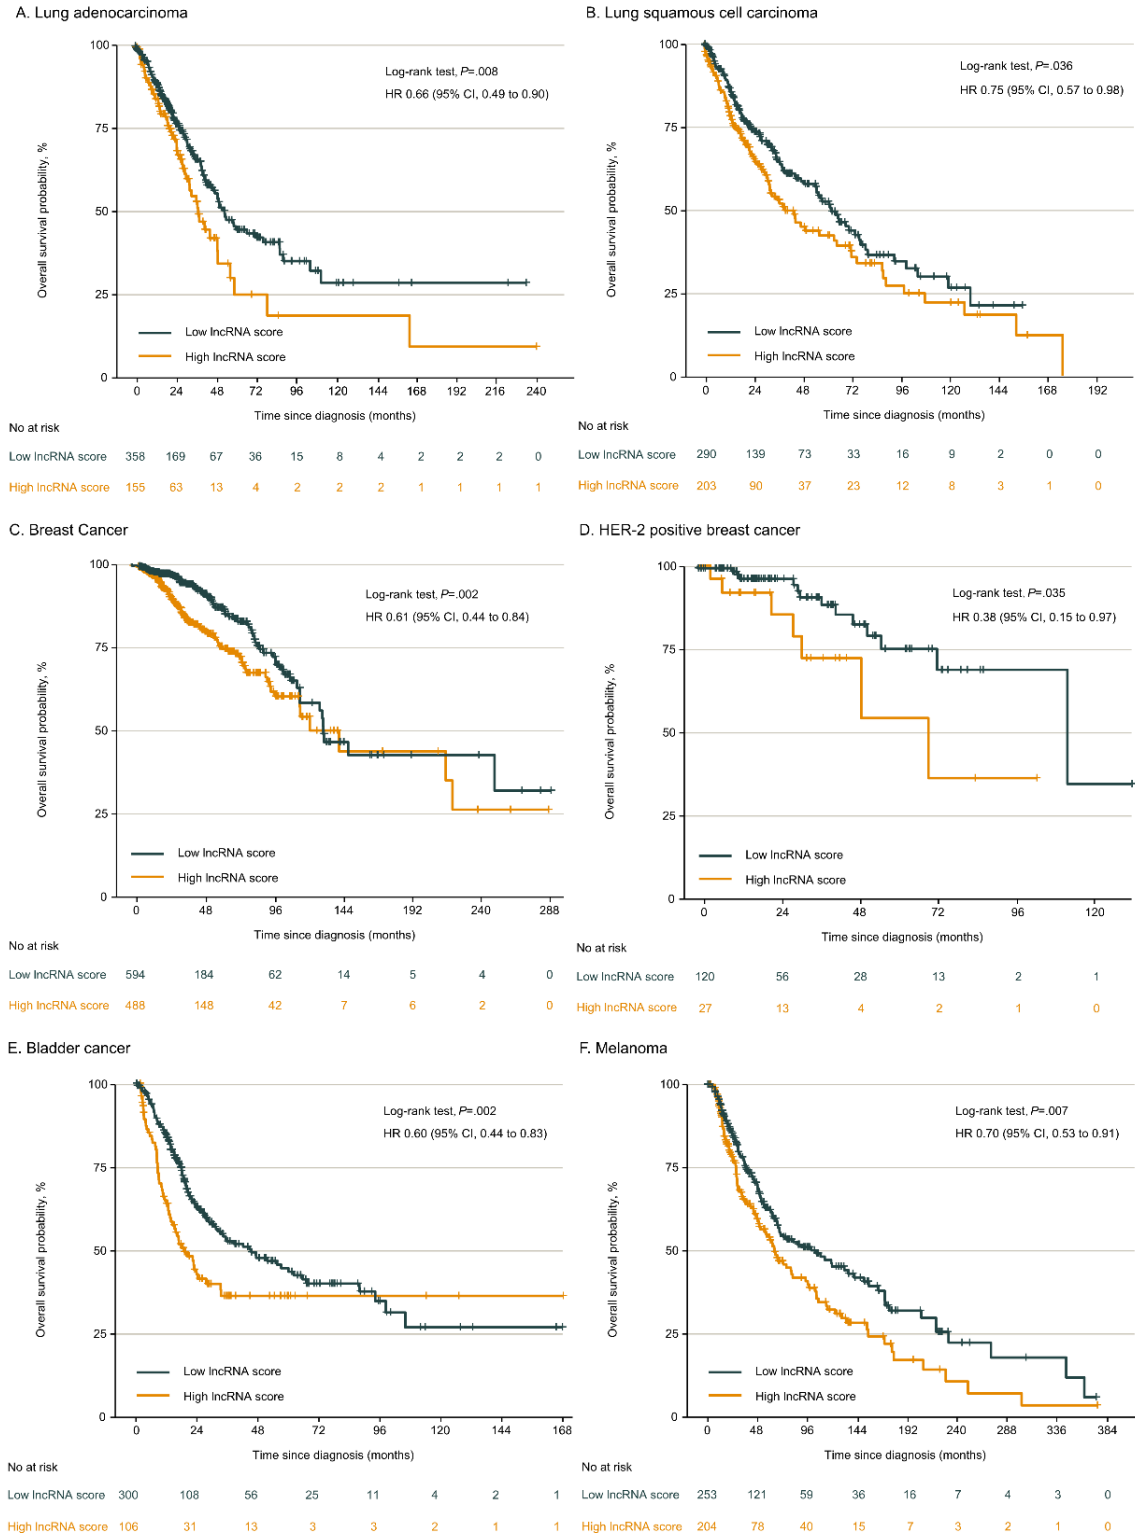 A. Lung adenocarcinoma
100
75
50
25
0
Overall survival probability, %
Log-rank test, P=.008
HR 0.66 (95% CI, 0.49 to 0.90)
Low lncRNA score
High lncRNA score
0 24 48 72 96 120 144 168 192 216 240
Time since diagnosis (months)
No at risk
Low lncRNA score 358 169 67 36 15 8 4 2 2 2 0
High lncRNA score 155 63 13 4 2 2 2 1 1 1 1
B. Lung squamous cell carcinoma
100
75
50
25
0
Overall survival probability, %
Log-rank test, P=.036
HR 0.75 (95% CI, 0.57 to 0.98)
Low lncRNA score
High lncRNA score
0 24 48 72 96 120 144 168 192
Time since diagnosis (months)
No at risk
Low lncRNA score 290 139 73 33 16 9 2 0 0
High lncRNA score 203 90 37 23 12 8 3 1 0
C. Breast Cancer
100
75
50
25
0
Overall survival probability, %
Log-rank test, P=.002
HR 0.61 (95% CI, 0.44 to 0.84)
Low lncRNA score
High lncRNA score
0 48 96 144 192 240 288
Time since diagnosis (months)
No at risk
Low lncRNA score 594 184 62 14 5 4 0
High lncRNA score 488 148 42 7 6 2 0
D. HER-2 positive breast cancer
100
75
50
25
0
Overall survival probability, %
Log-rank test, P=.035
HR 0.38 (95% CI, 0.15 to 0.97)
Low lncRNA score
High lncRNA score
0 24 48 72 96 120
Time since diagnosis (months)
No at risk
Low lncRNA score 120 56 28 13 2 1
High lncRNA score 27 13 4 2 1 0
E. Bladder cancer
100
75
50
25
0
Overall survival probability, %
Log-rank test, P=.002
HR 0.60 (95% CI, 0.44 to 0.83)
Low lncRNA score
High lncRNA score
0 24 48 72 96 120 144 168
Time since diagnosis (months)
No at risk
Low lncRNA score 300 108 56 25 11 4 2 1
High lncRNA score 106 31 13 3 3 2 1 1
F. Melanoma
100
75
50
25
0
Overall survival probability, %
Log-rank test, P=.007
HR 0.70 (95% CI, 0.53 to 0.91)
Low lncRNA score
High lncRNA score
0 48 96 144 192 240 288 336 384
Time since diagnosis (months)
No at risk
Low lncRNA score 253 121 59 36 16 7 4 3 0
High lncRNA score 204 78 40 15 7 3 2 1 0